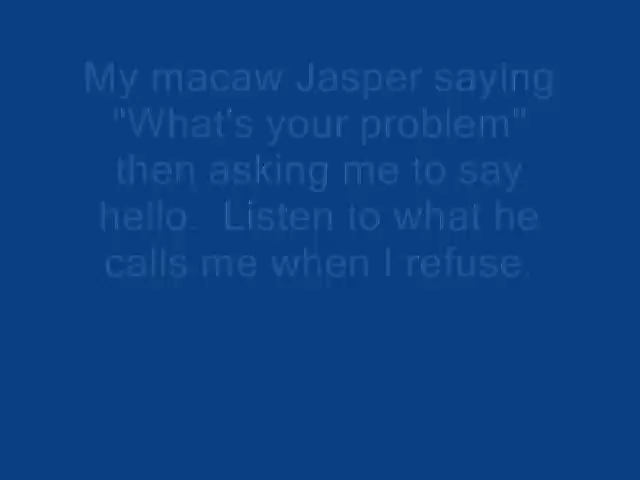 My macaw Jasper saying
"What's your problem"
then asking me to say
hello.  Listen to what he
calls me when I refuse.